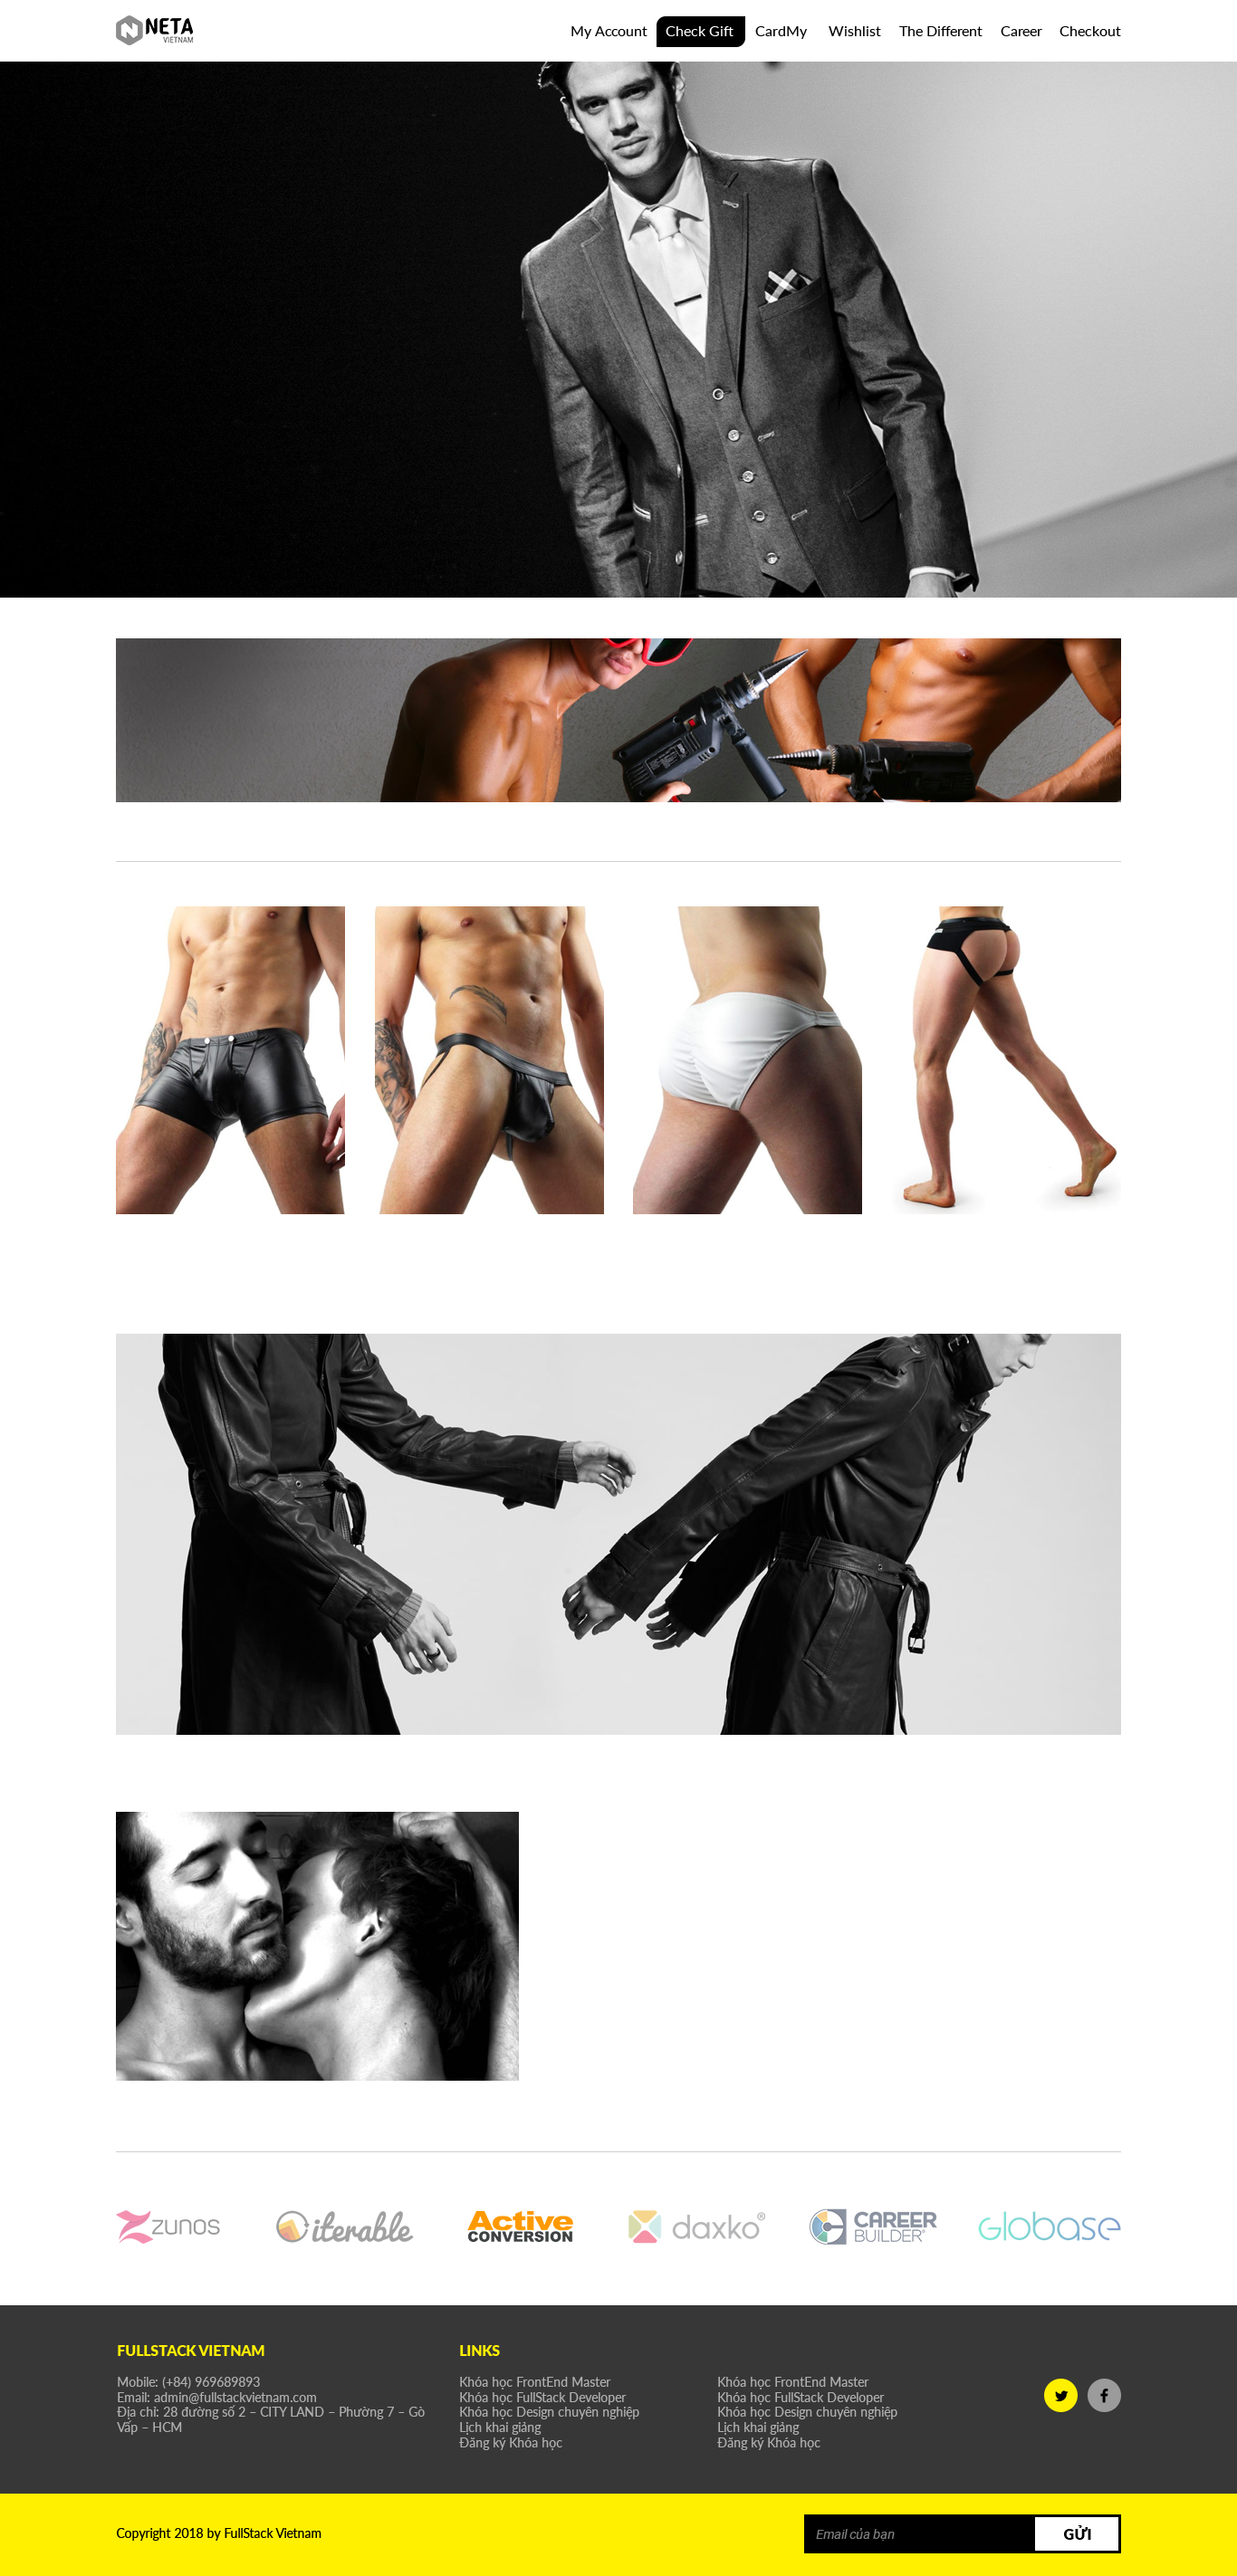 NETA
VIETNAM
My Account Check Gift CardMy Wishlist The Different Career Checkout
zunos
iterable
Active
CONVERSION
daxko®
CAREER
BUILDER®
globase
FULLSTACK VIETNAM
Mobile: (+84) 969689893
Email: admin@fullstackvietnam.com
Địa chỉ: 28 đường số 2 – CITY LAND – Phường 7 – Gò
Vấp – HCM
LINKS
Khóa học FrontEnd Master
Khóa học FullStack Developer
Khóa học Design chuyên nghiệp
Lịch khai giảng
Đăng ký Khóa học
Khóa học FrontEnd Master
Khóa học FullStack Developer
Khóa học Design chuyên nghiệp
Lịch khai giảng
Đăng ký Khóa học
Copyright 2018 by FullStack Vietnam
Email của bạn
GỬI